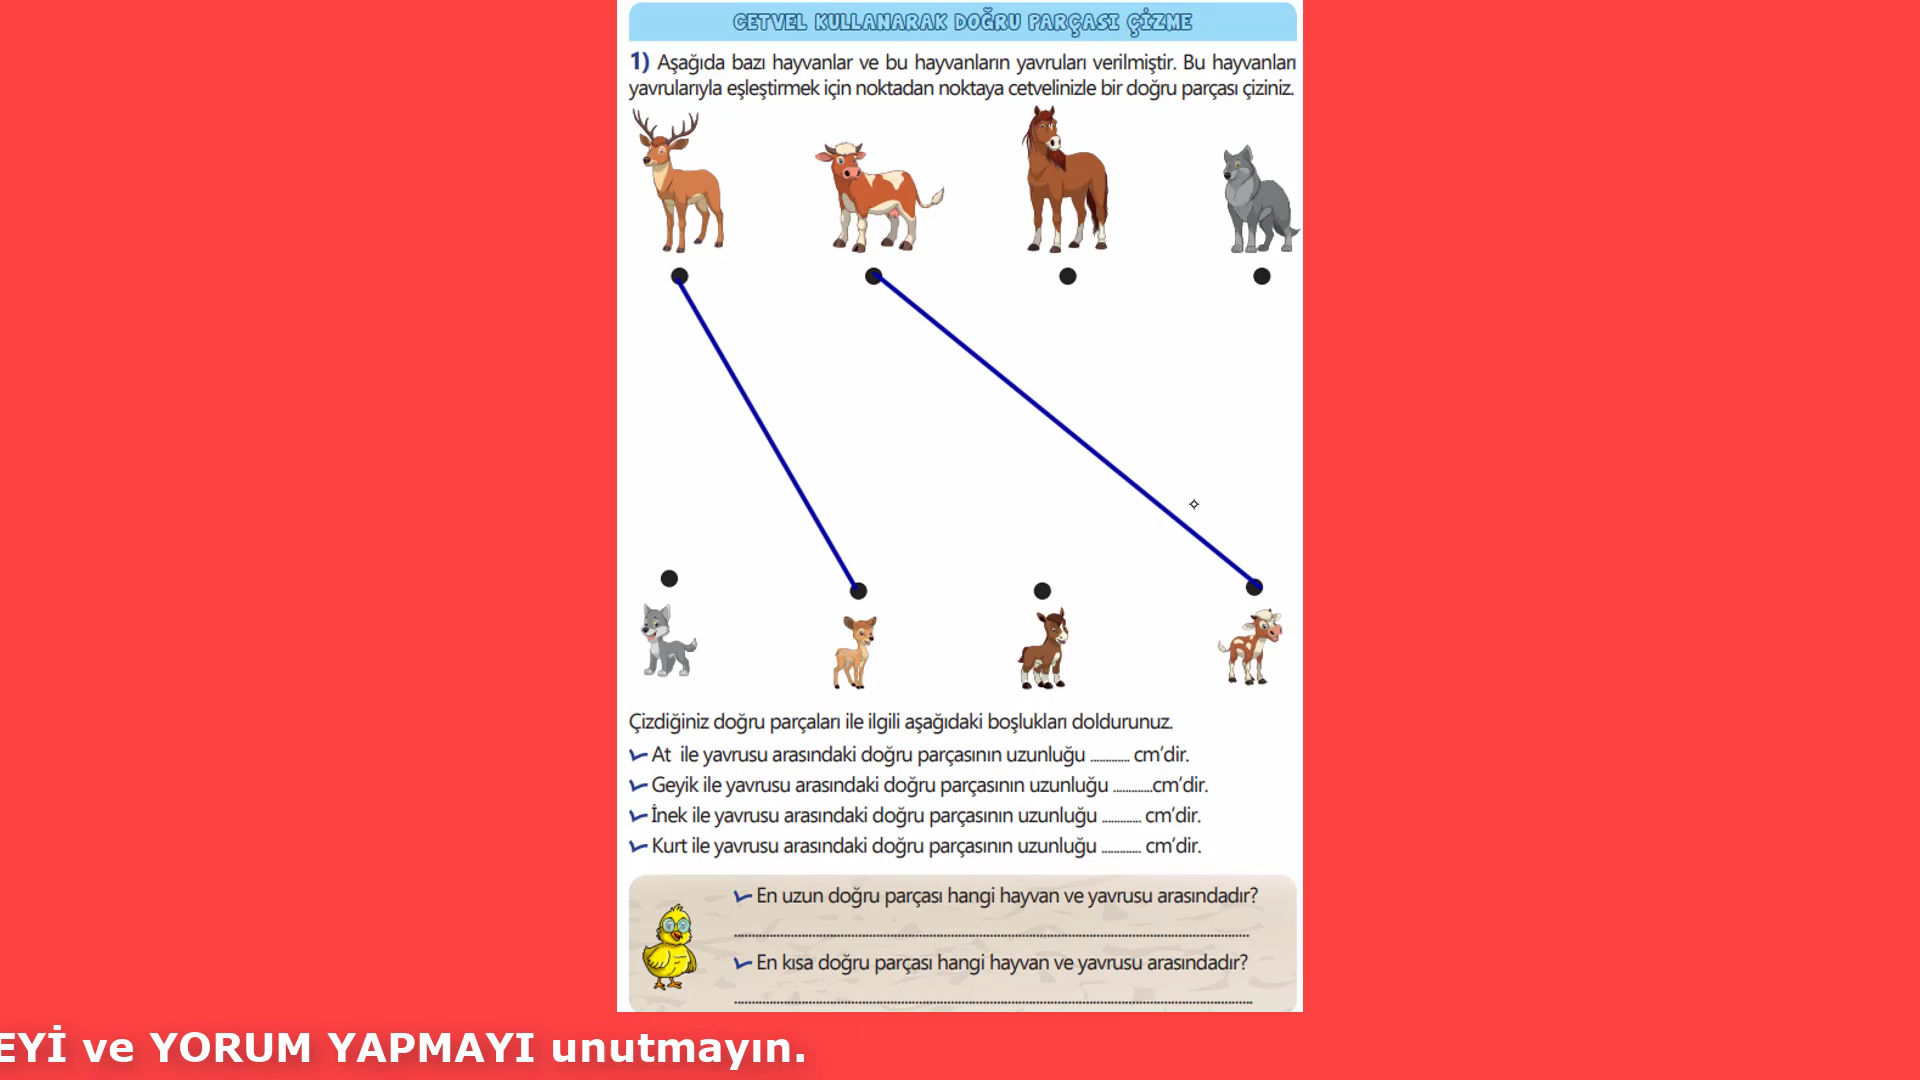 CETVEL KULLANARAK DOĞRU PARÇASI ÇİZME
1) Aşağıda bazı hayvanlar ve bu hayvanların yavruları verilmiştir. Bu hayvanları
yavrularıyla eşleştirmek için noktadan noktaya cetvelinizle bir doğru parçası çiziniz.
Çizdiğiniz doğru parçaları ile ilgili aşağıdaki boşlukları doldurunuz.
At ile yavrusu arasındaki doğru parçasının uzunluğu ............. cm'dir.
Geyik ile yavrusu arasındaki doğru parçasının uzunluğu .............cm'dir.
İnek ile yavrusu arasındaki doğru parçasının uzunluğu ............. cm'dir.
Kurt ile yavrusu arasındaki doğru parçasının uzunluğu ............. cm'dir.
En uzun doğru parçası hangi hayvan ve yavrusu arasındadır?
En kısa doğru parçası hangi hayvan ve yavrusu arasındadır?
EYİ ve YORUM YAPMAYI unutmayın.